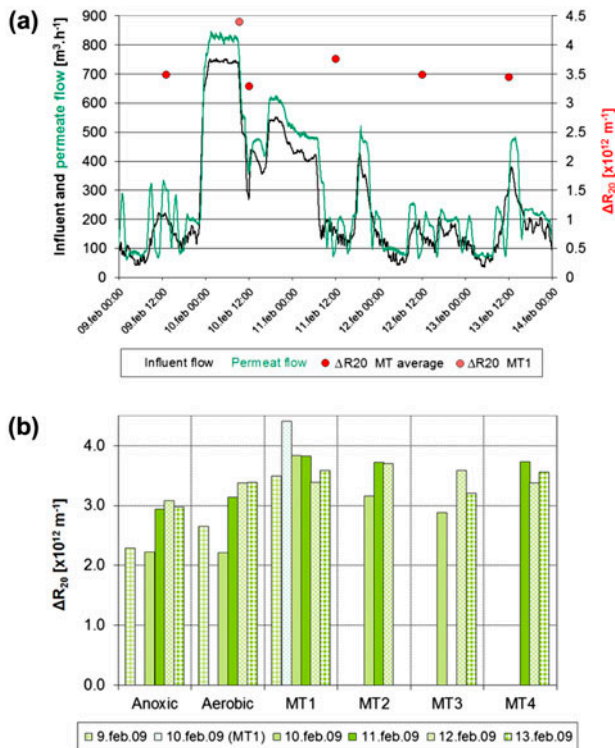 (a)
Influent and permeate flow [m³.h⁻¹]
900
800
700
600
500
400
300
200
100
0
4.5
4
3.5
3
2.5
2
1.5
1
0.5
0
ΔR20 [x10¹² m⁻¹]
09.feb 00:00
09.feb 12:00
10.feb 00:00
10.feb 12:00
11.feb 00:00
11.feb 12:00
12.feb 00:00
12.feb 12:00
13.feb 00:00
13.feb 12:00
14.feb 00:00
Influent flow Permeat flow ΔR20 MT average ΔR20 MT1
(b)
ΔR₂₀ [x10¹² m⁻¹]
4.0
3.0
2.0
1.0
0.0
Anoxic Aerobic MT1 MT2 MT3 MT4
9.feb.09 10.feb.09 (MT1) 10.feb.09 11.feb.09 12.feb.09 13.feb.09